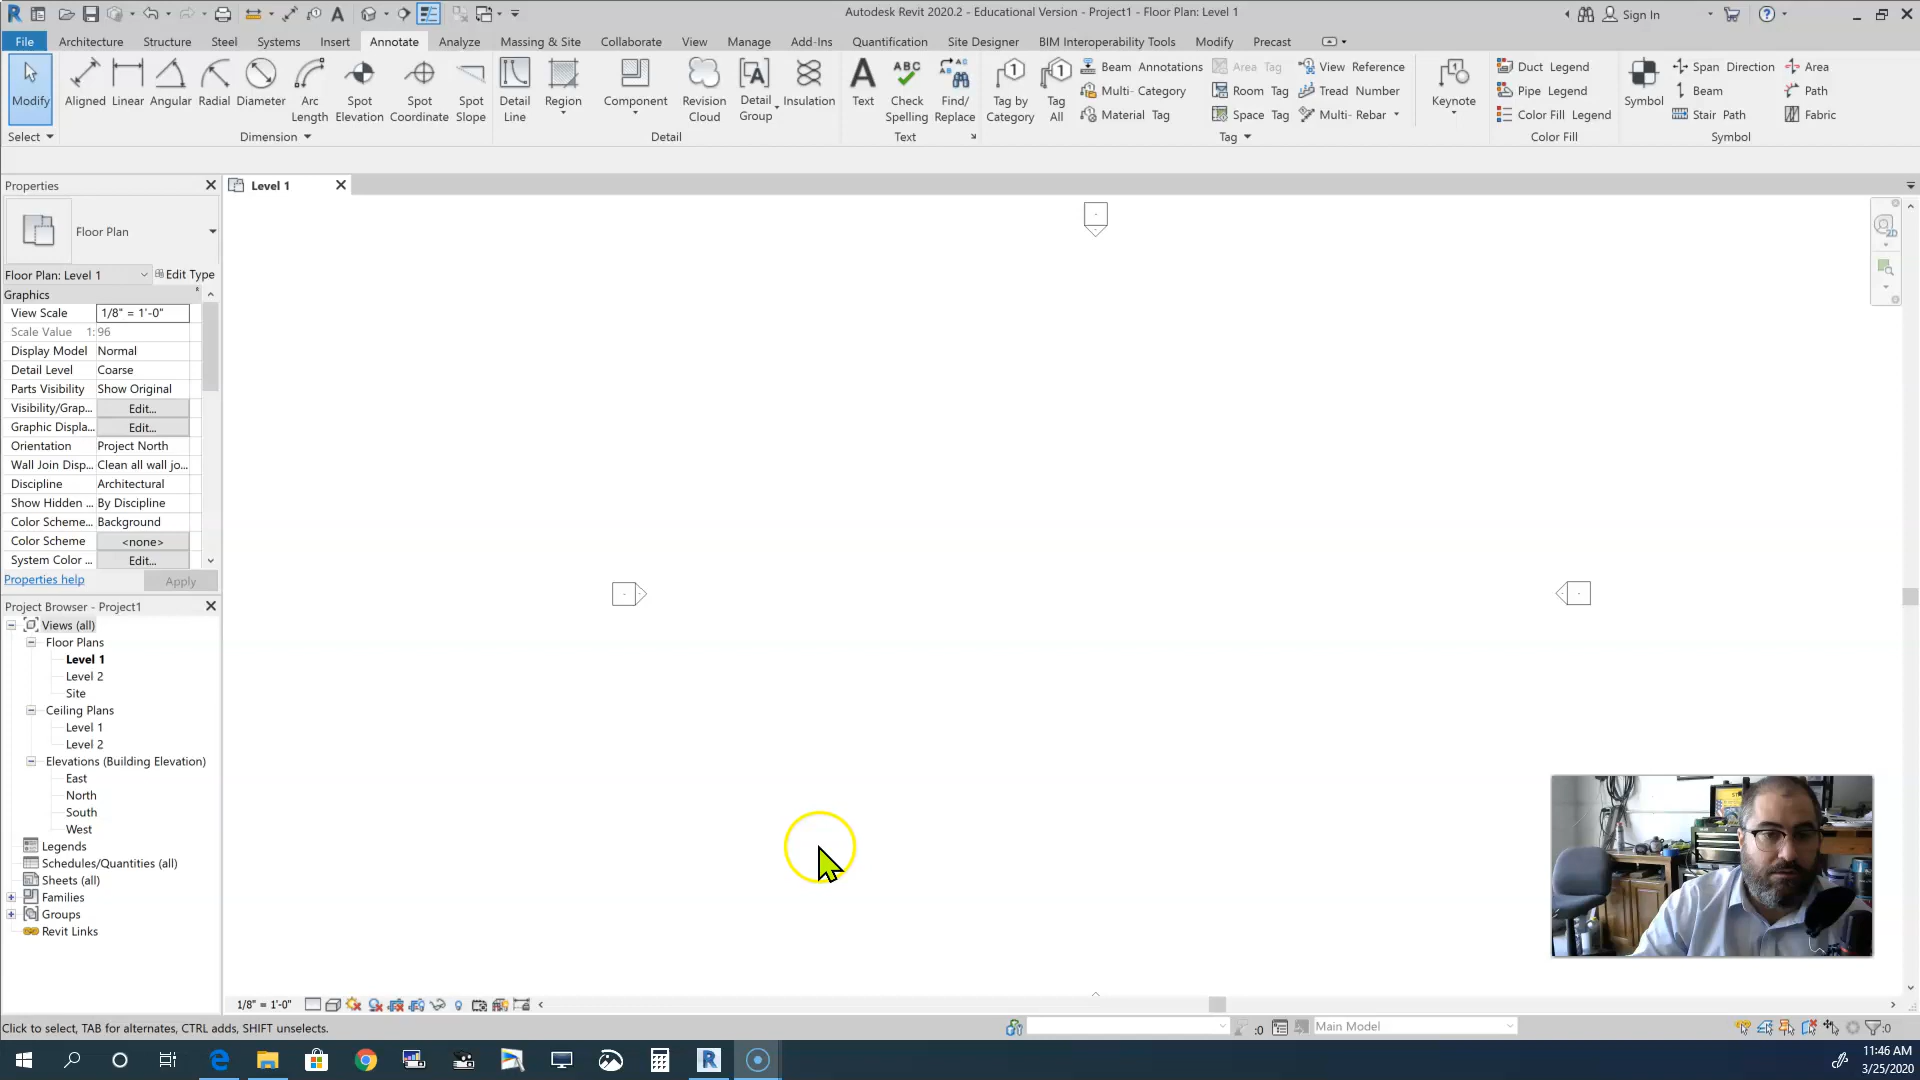 Autodesk Revit 2020.2 - Educational Version - Project1 - Floor Plan: Level 1
Sign In
File Architecture Structure Steel Systems Insert Annotate Analyze Massing & Site Collaborate View Manage Add-Ins Quantification Site Designer BIM Interoperability Tools Modify Precast
Modify
Select
Aligned Linear Angular Radial Diameter Arc Length Spot Elevation Spot Coordinate Spot Slope
Dimension
Detail Line Region Component Revision Cloud Detail Group Insulation
Detail
Text Check Spelling Find/ Replace
ABC
Text
Tag by Category Tag All
Beam Annotations
Multi- Category
Material Tag
Area Tag
Room Tag
Space Tag
View Reference
Tread Number
Multi- Rebar
Tag
Keynote
Duct Legend
Pipe Legend
Color Fill Legend
Color Fill
Symbol
Span Direction
Beam
Stair Path
Area
Path
Fabric
Symbol
Properties
Floor Plan
Floor Plan: Level 1 Edit Type
Graphics
View Scale 1/8" = 1'-0"
Scale Value 1: 96
Display Model Normal
Detail Level Coarse
Parts Visibility Show Original
Visibility/Grap... Edit...
Graphic Displa... Edit...
Orientation Project North
Wall Join Disp... Clean all wall jo...
Discipline Architectural
Show Hidden ... By Discipline
Color Scheme... Background
Color Scheme <none>
System Color ... Edit...
Properties help Apply
Project Browser - Project1
Views (all)
Floor Plans
Level 1
Level 2
Site
Ceiling Plans
Level 1
Level 2
Elevations (Building Elevation)
East
North
South
West
Legends
Schedules/Quantities (all)
Sheets (all)
Families
Groups
Revit Links
Level 1
2D
1/8" = 1'-0"
Click to select, TAB for alternates, CTRL adds, SHIFT unselects.
:0
Main Model
:0
11:46 AM
3/25/2020